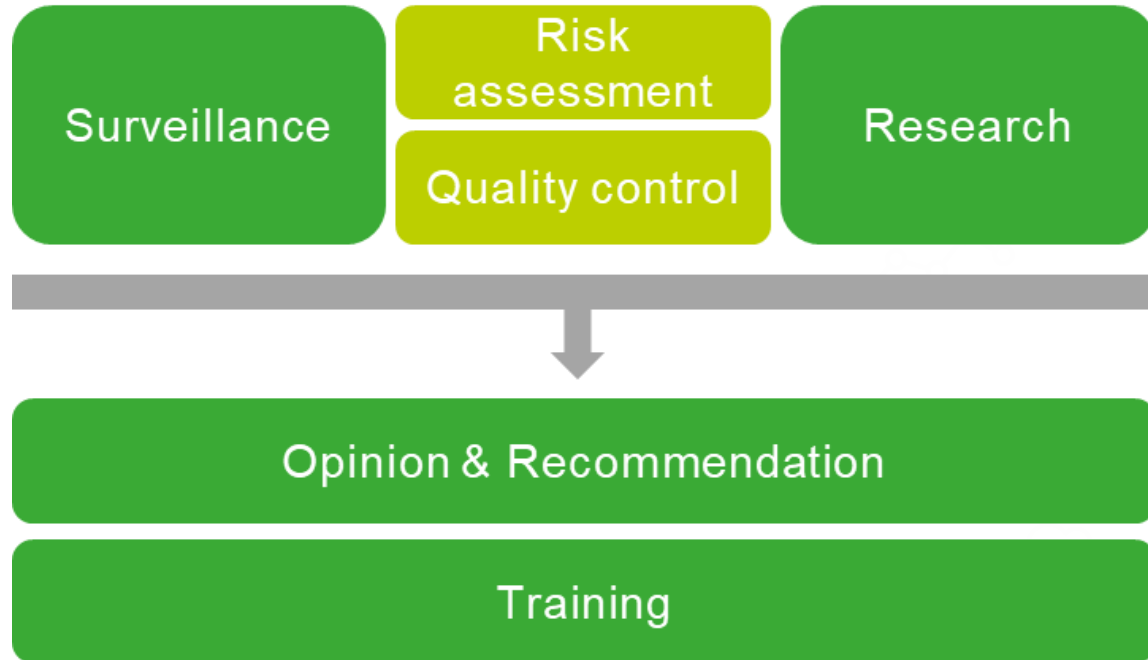 Surveillance
Risk
assessment
Quality control
Research
Opinion & Recommendation
Training